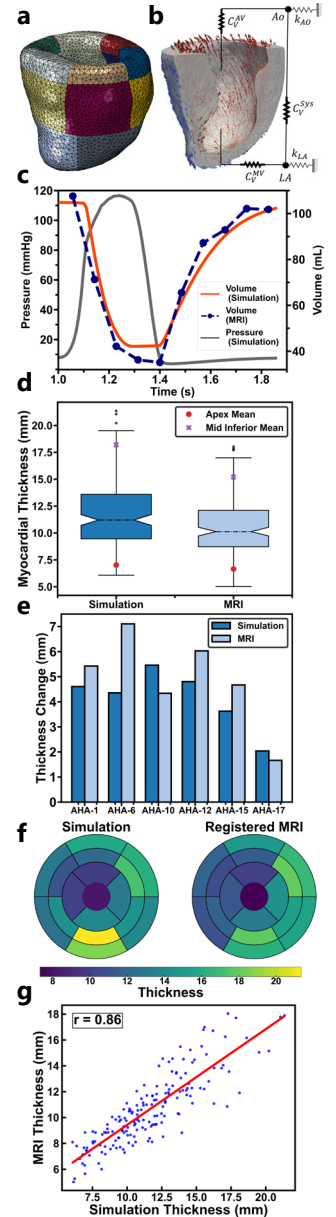 a
b
Ao
k_AO
C_V^AV
C_V^Sys
k_LA
C_V^MV
LA
c
120
100
80
60
40
20
100
80
60
40
Pressure (mmHg)
Volume (mL)
Volume
(Simulation)
Volume
(MRI)
Pressure
(Simulation)
1.0 1.2 1.4 1.6 1.8
Time (s)
d
Myocardial Thickness (mm)
20.0
17.5
15.0
12.5
10.0
7.5
5.0
Apex Mean
Mid Inferior Mean
Simulation MRI
e
Thickness Change (mm)
7
6
5
4
3
2
1
0
Simulation
MRI
AHA-1 AHA-6 AHA-10 AHA-12 AHA-15 AHA-17
f
Simulation Registered MRI
8 10 12 14 16 18 20
Thickness
g
r = 0.86
MRI Thickness (mm)
18
16
14
12
10
8
6
7.5 10.0 12.5 15.0 17.5 20.0
Simulation Thickness (mm)